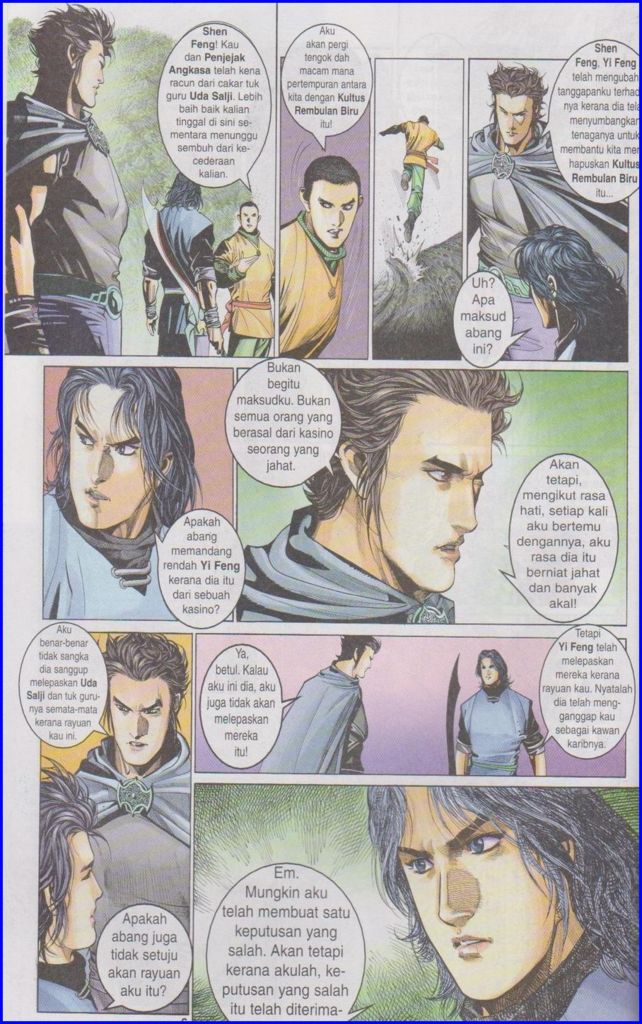 Shen
Feng! Kau
dan Penjejak
Angkasa telah kena
racun dari cakar tuk
guru Uda Salji. Lebih
baih baik kalian
tinggal di sini se-
mentara menunggu
sembuh dari ke-
cederaan
kalian.
Aku
akan pergi
tengok dah
macam mana
pertempuran antara
kita dengan Kultus
Rembulan Biru
itu!
Shen
Feng, Yi Feng
telah mengubah
tanggapanku terhad
nya kerana dia tela
menyumbangkan
tenaganya untuk
membantu kita men
hapuskan Kultus
Rembulan Biru
itu...
Uh?
Apa
maksud
abang
ini?
Apakah
abang
memandang
rendah Yi Feng
kerana dia itu
dari sebuah
kasino?
Bukan
begitu
maksudku. Bukan
semua orang yang
berasal dari kasino
seorang yang
jahat.
Akan
tetapi,
mengikut rasa
hati, setiap kali
aku bertemu
dengannya, aku
rasa dia itu
berniat jahat
dan banyak
akal!
Aku
benar-benar
tidak sangka
dia sanggup
melepaskan Uda
Salji dan tuk guru-
nya semata-mata
kerana rayuan
kau ini.
Apakah
abang juga
tidak setuju
akan rayuan
aku itu?
Ya,
betul. Kalau
aku ini dia, aku
juga tidak akan
melepaskan
mereka
itu!
Tetapi
Yi Feng telah
melepaskan
mereka kerana
rayuan kau. Nyatalah
dia telah meng-
anggap kau
sebagai kawan
karibnya.
Em.
Mungkin aku
telah membuat satu
keputusan yang
salah. Akan tetapi
kerana akulah, ke-
putusan yang salah
itu telah diterima-